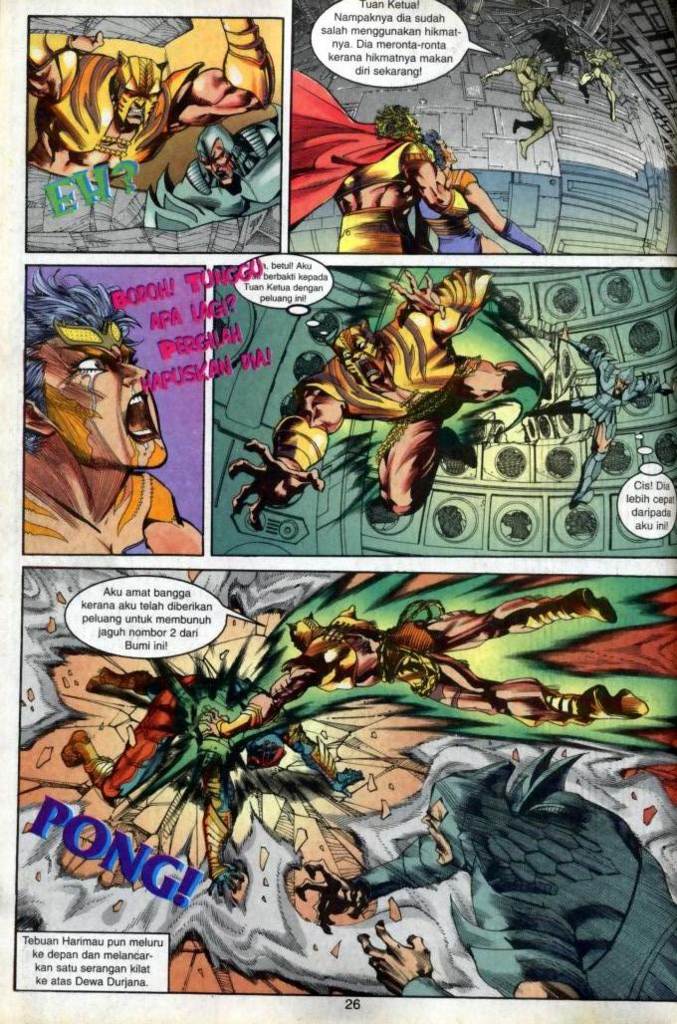 EH?
Tuan Ketua!
Nampaknya dia sudah
salah menggunakan hikmat-
nya. Dia meronta-ronta
kerana hikmatnya makan
diri sekarang!
BODOH! TUNGGU
APA LAGI?
PERGILAH
HAPUSKAN DIA!
, betul! Aku
berbakti kepada
Tuan Ketua dengan
peluang ini!
Cis! Dia
lebih cepat
daripada
aku ini!
Aku amat bangga
kerana aku telah diberikan
peluang untuk membunuh
jaguh nombor 2 dari
Bumi ini!
PONG!
Tebuan Harimau pun meluru
ke depan dan melancar-
kan satu serangan kilat
ke atas Dewa Durjana.
26